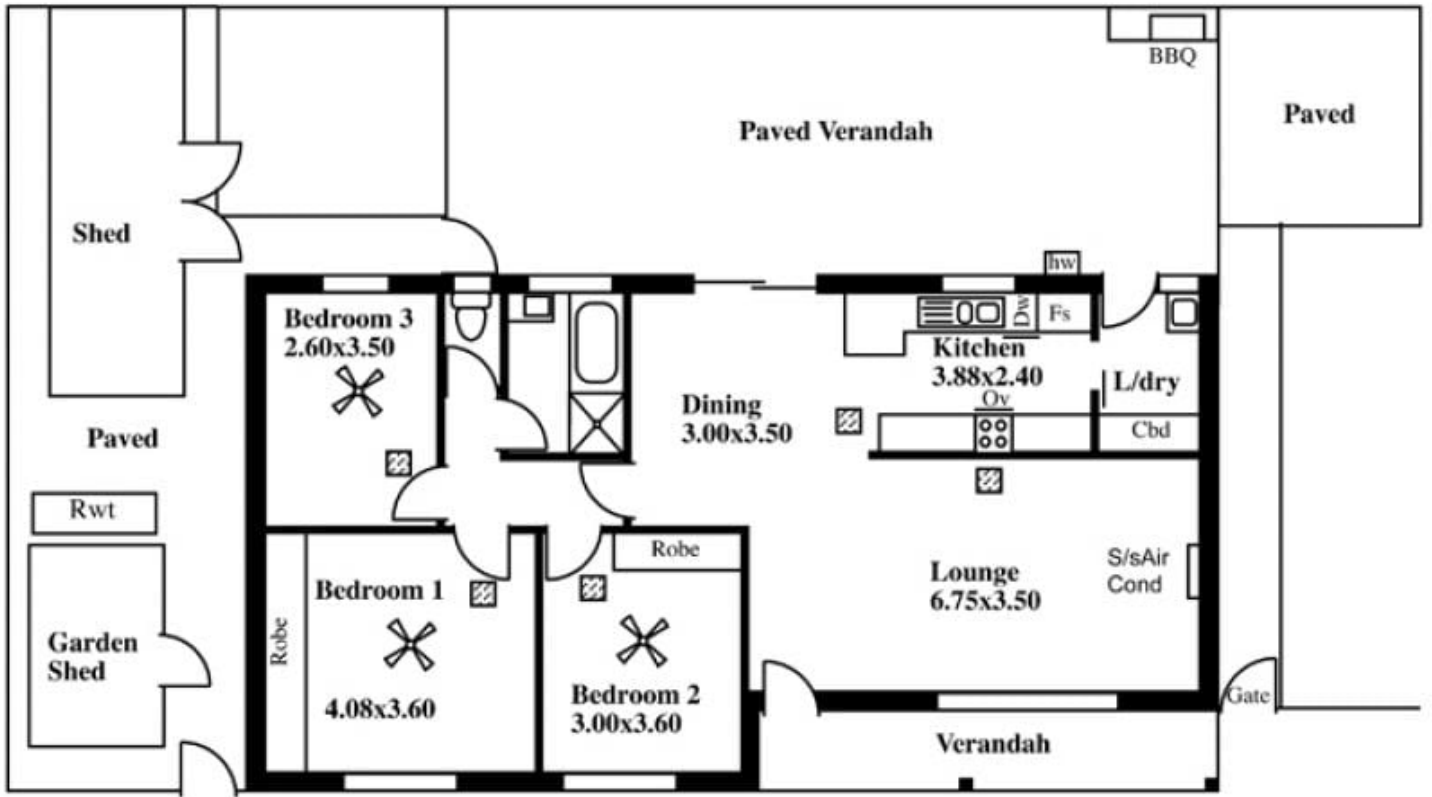 BBQ
Paved Verandah
Paved
Shed
hw
Bedroom 3
2.60x3.50
Dw
Fs
Kitchen
3.88x2.40
L/dry
Ov
Dining
3.00x3.50
Cbd
Paved
Rwt
Robe
S/sAir
Cond
Lounge
6.75x3.50
Bedroom 1
Robe
Garden
Shed
4.08x3.60
Bedroom 2
3.00x3.60
Gate
Verandah